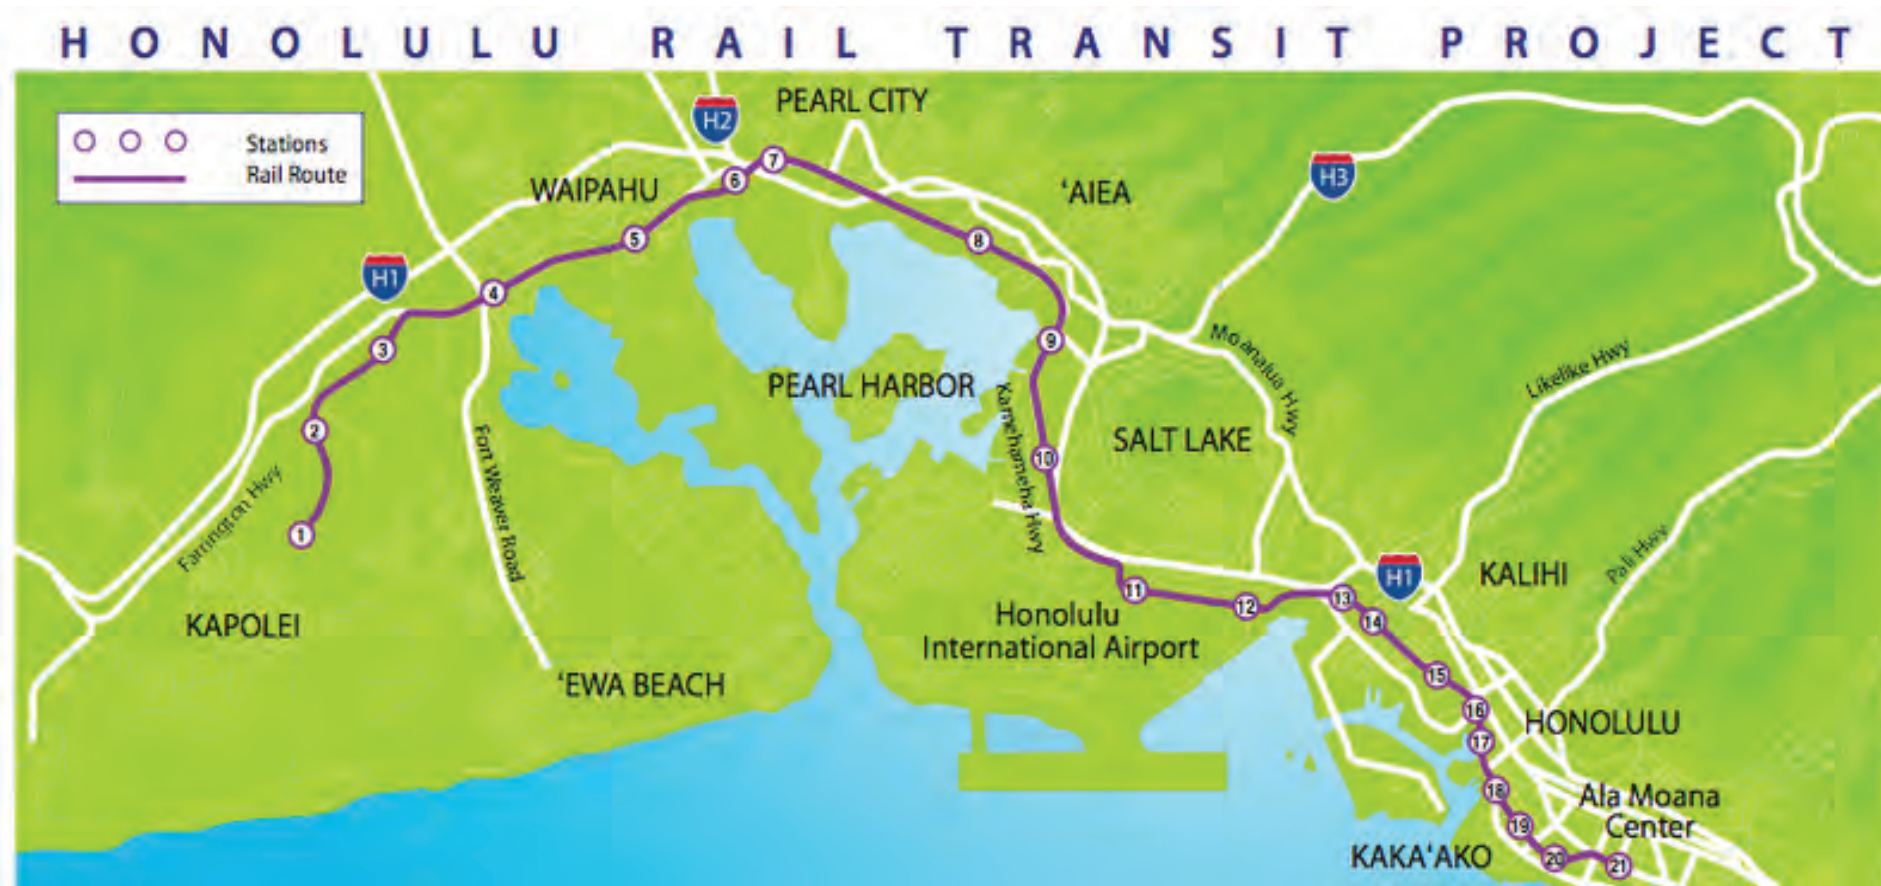 HONOLULU RAIL TRANSIT PROJECT
Stations
Rail Route
H2
PEARL CITY
7
6
WAIPAHU
'AIEA
H3
5
8
H1
4
3
9
Moanalua Hwy
PEARL HARBOR
Likelike Hwy
2
Kamehameha Hwy
SALT LAKE
10
Fort Weaver Road
Farrington Hwy
1
Pali Hwy
H1
KALIHI
11
12
13
14
KAPOLEI
Honolulu
International Airport
'EWA BEACH
15
16
HONOLULU
17
18
Ala Moana
Center
19
KAKA'AKO
20
21